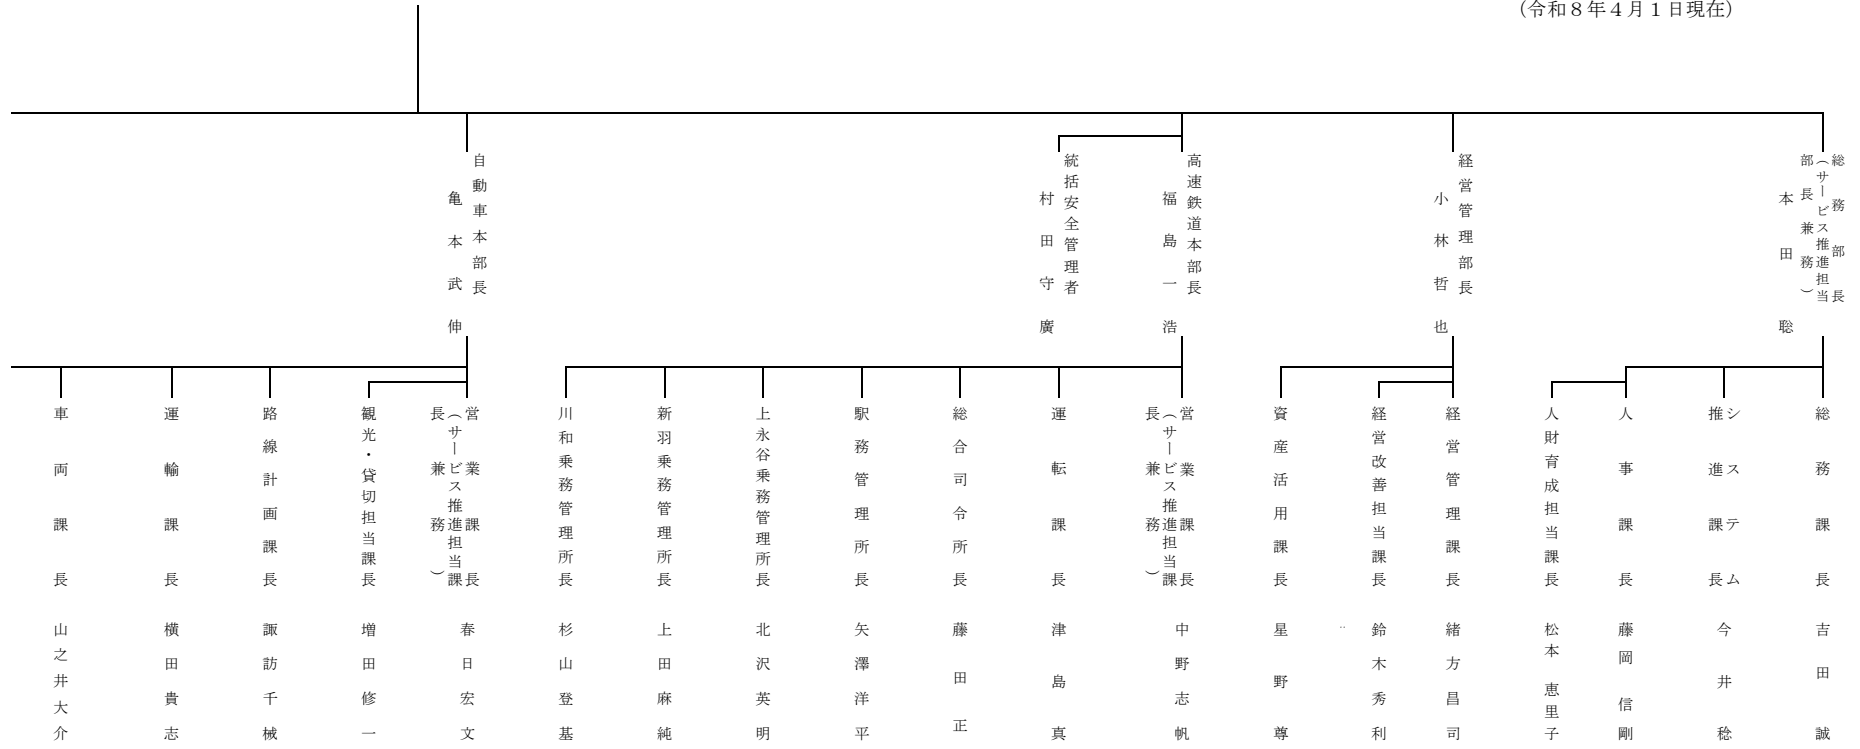 (令和８年４月１日現在)
総務部長
(サービス推進担当
部長兼務)
本田聡
経営管理部長
小林哲也
高速鉄道本部長
福島一浩
統括安全管理者
村田守廣
自動車本部長
亀本武伸
総務課長
吉田誠
システム
推進課長
今井稔
人事課長
藤岡信剛
人財育成担当課長
松本恵里子
経営管理課長
緒方昌司
経営改善担当課長
鈴木秀利
資産活用課長
星野尊
営業課長
(サービス推進担当課
長兼務)
中野志帆
運転課長
津島真
総合司令所長
藤田正
駅務管理所長
矢澤洋平
上永谷乗務管理所長
北沢英明
新羽乗務管理所長
上田麻純
川和乗務管理所長
杉山登基
営業課長
(サービス推進担当課
長兼務)
春日宏文
観光・貸切担当課長
増田修一
路線計画課長
諏訪千械
運輸課長
横田貴志
車両課長
山之井大介